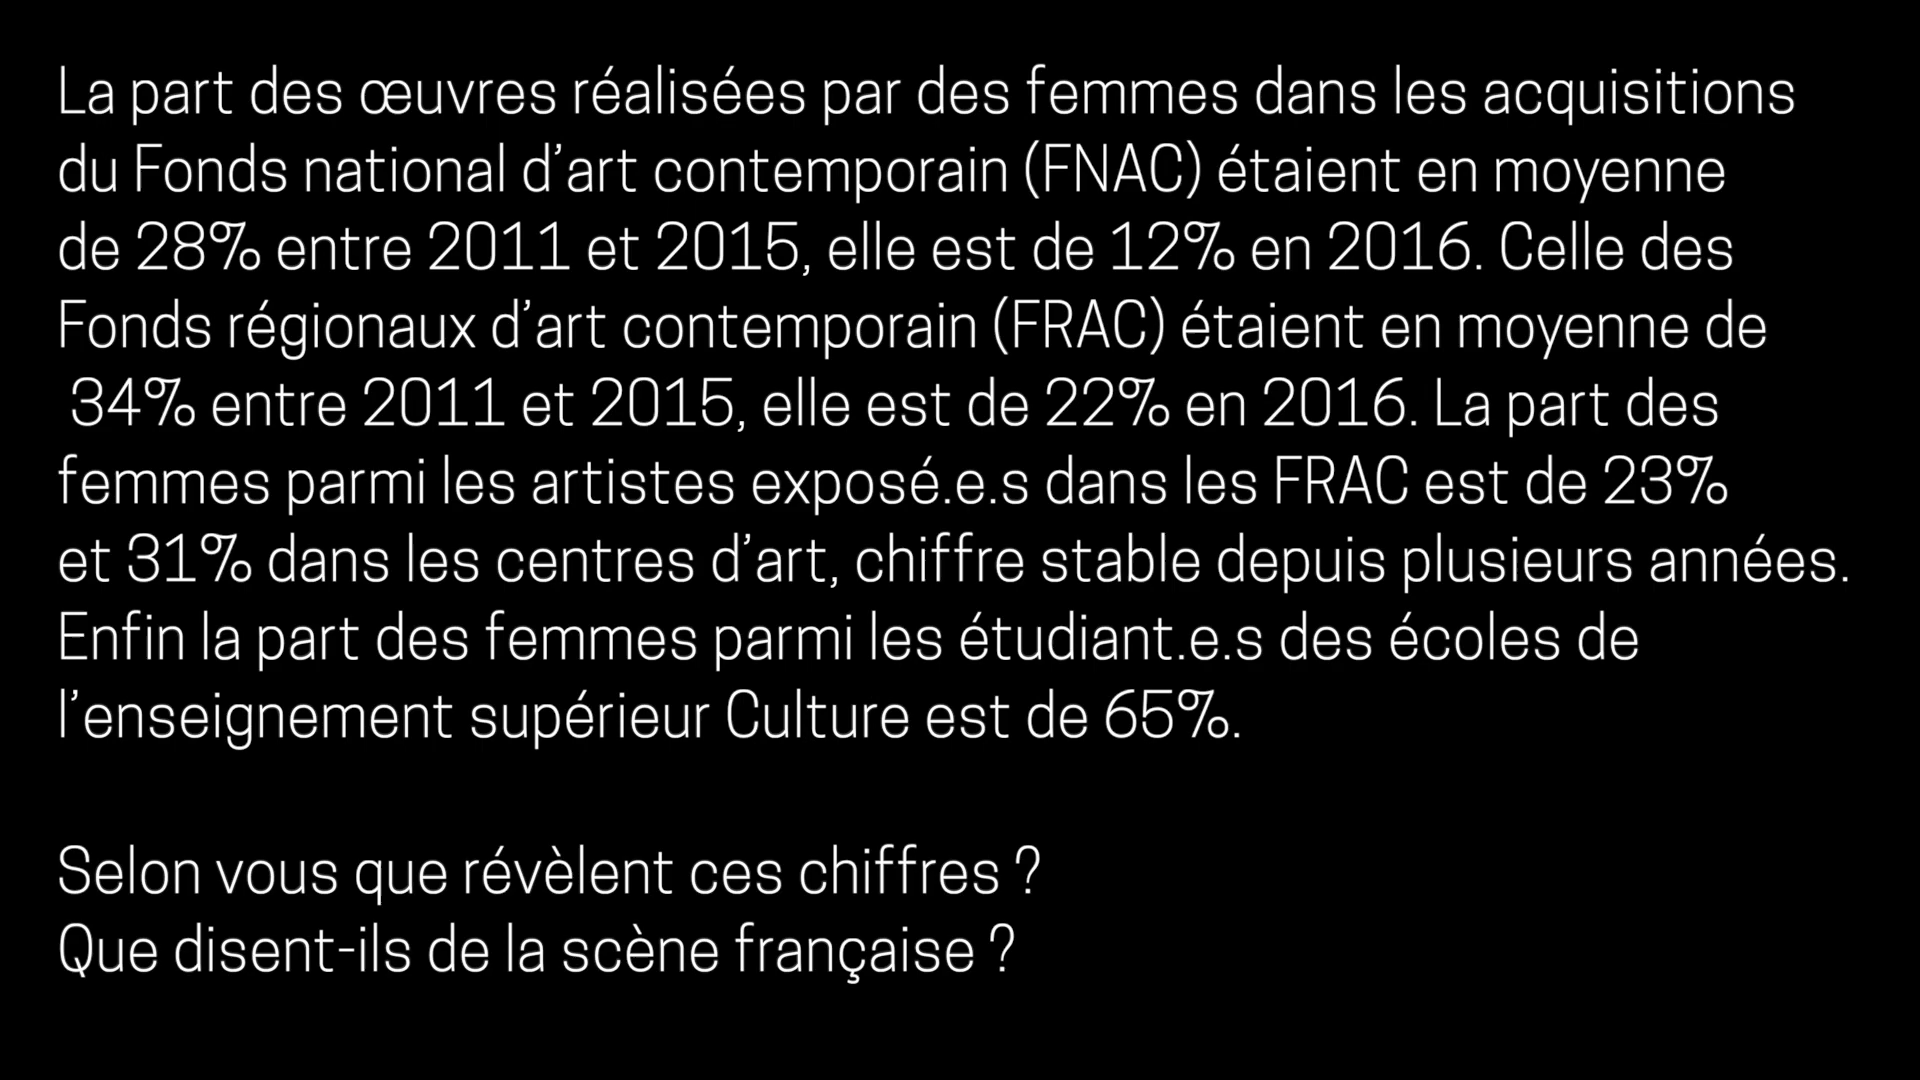 La part des œuvres réalisées par des femmes dans les acquisitions
du Fonds national d’art contemporain (FNAC) étaient en moyenne
de 28% entre 2011 et 2015, elle est de 12% en 2016. Celle des
Fonds régionaux d’art contemporain (FRAC) étaient en moyenne de
34% entre 2011 et 2015, elle est de 22% en 2016. La part des
femmes parmi les artistes exposé.e.s dans les FRAC est de 23%
et 31% dans les centres d’art, chiffre stable depuis plusieurs années.
Enfin la part des femmes parmi les étudiant.e.s des écoles de
l’enseignement supérieur Culture est de 65%.
Selon vous que révèlent ces chiffres ?
Que disent-ils de la scène française ?